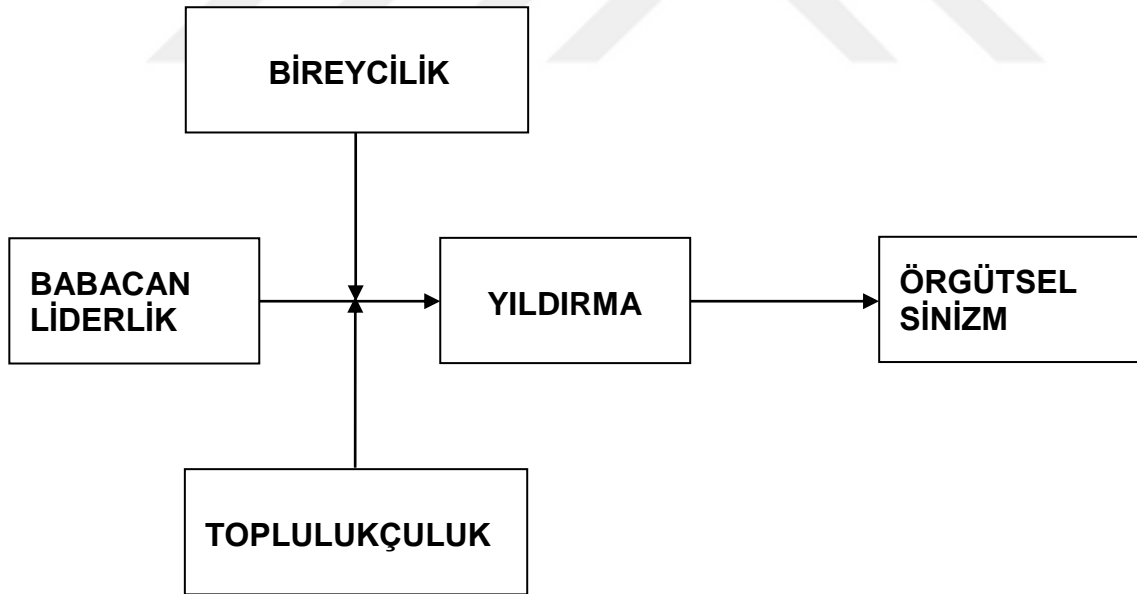 BİREYCİLİK
BABACAN
LİDERLİK
YILDIRMA
ÖRGÜTSEL
SİNİZM
TOPLULUKÇULUK